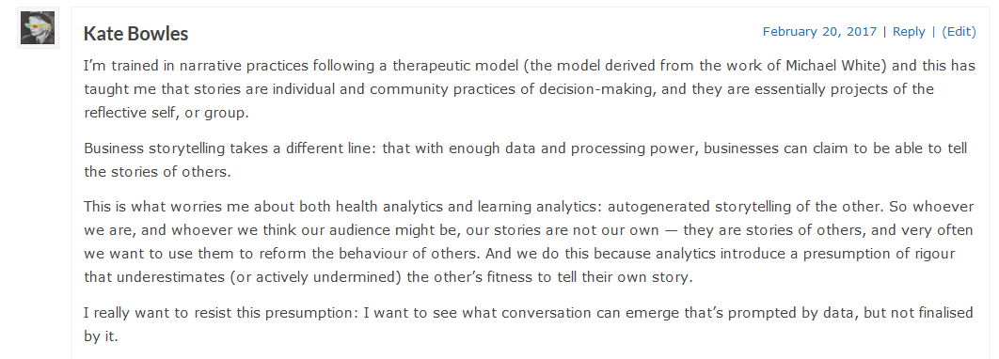 Kate Bowles
February 20, 2017 | Reply | (Edit)
I’m trained in narrative practices following a therapeutic model (the model derived from the work of Michael White) and this has
taught me that stories are individual and community practices of decision-making, and they are essentially projects of the
reflective self, or group.
Business storytelling takes a different line: that with enough data and processing power, businesses can claim to be able to tell
the stories of others.
This is what worries me about both health analytics and learning analytics: autogenerated storytelling of the other. So whoever
we are, and whoever we think our audience might be, our stories are not our own — they are stories of others, and very often
we want to use them to reform the behaviour of others. And we do this because analytics introduce a presumption of rigour
that underestimates (or actively undermined) the other’s fitness to tell their own story.
I really want to resist this presumption: I want to see what conversation can emerge that’s prompted by data, but not finalised
by it.